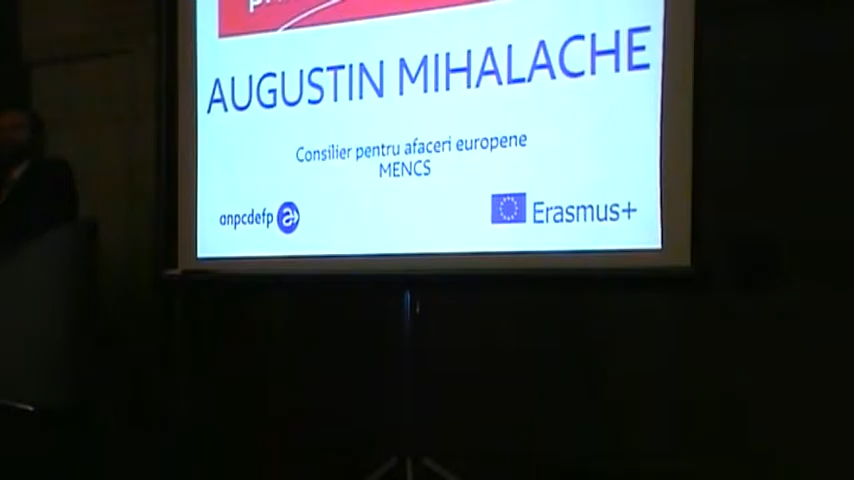 AUGUSTIN MIHALACHE
Consilier pentru afaceri europene
MENCS
anpcdefp
Erasmus+